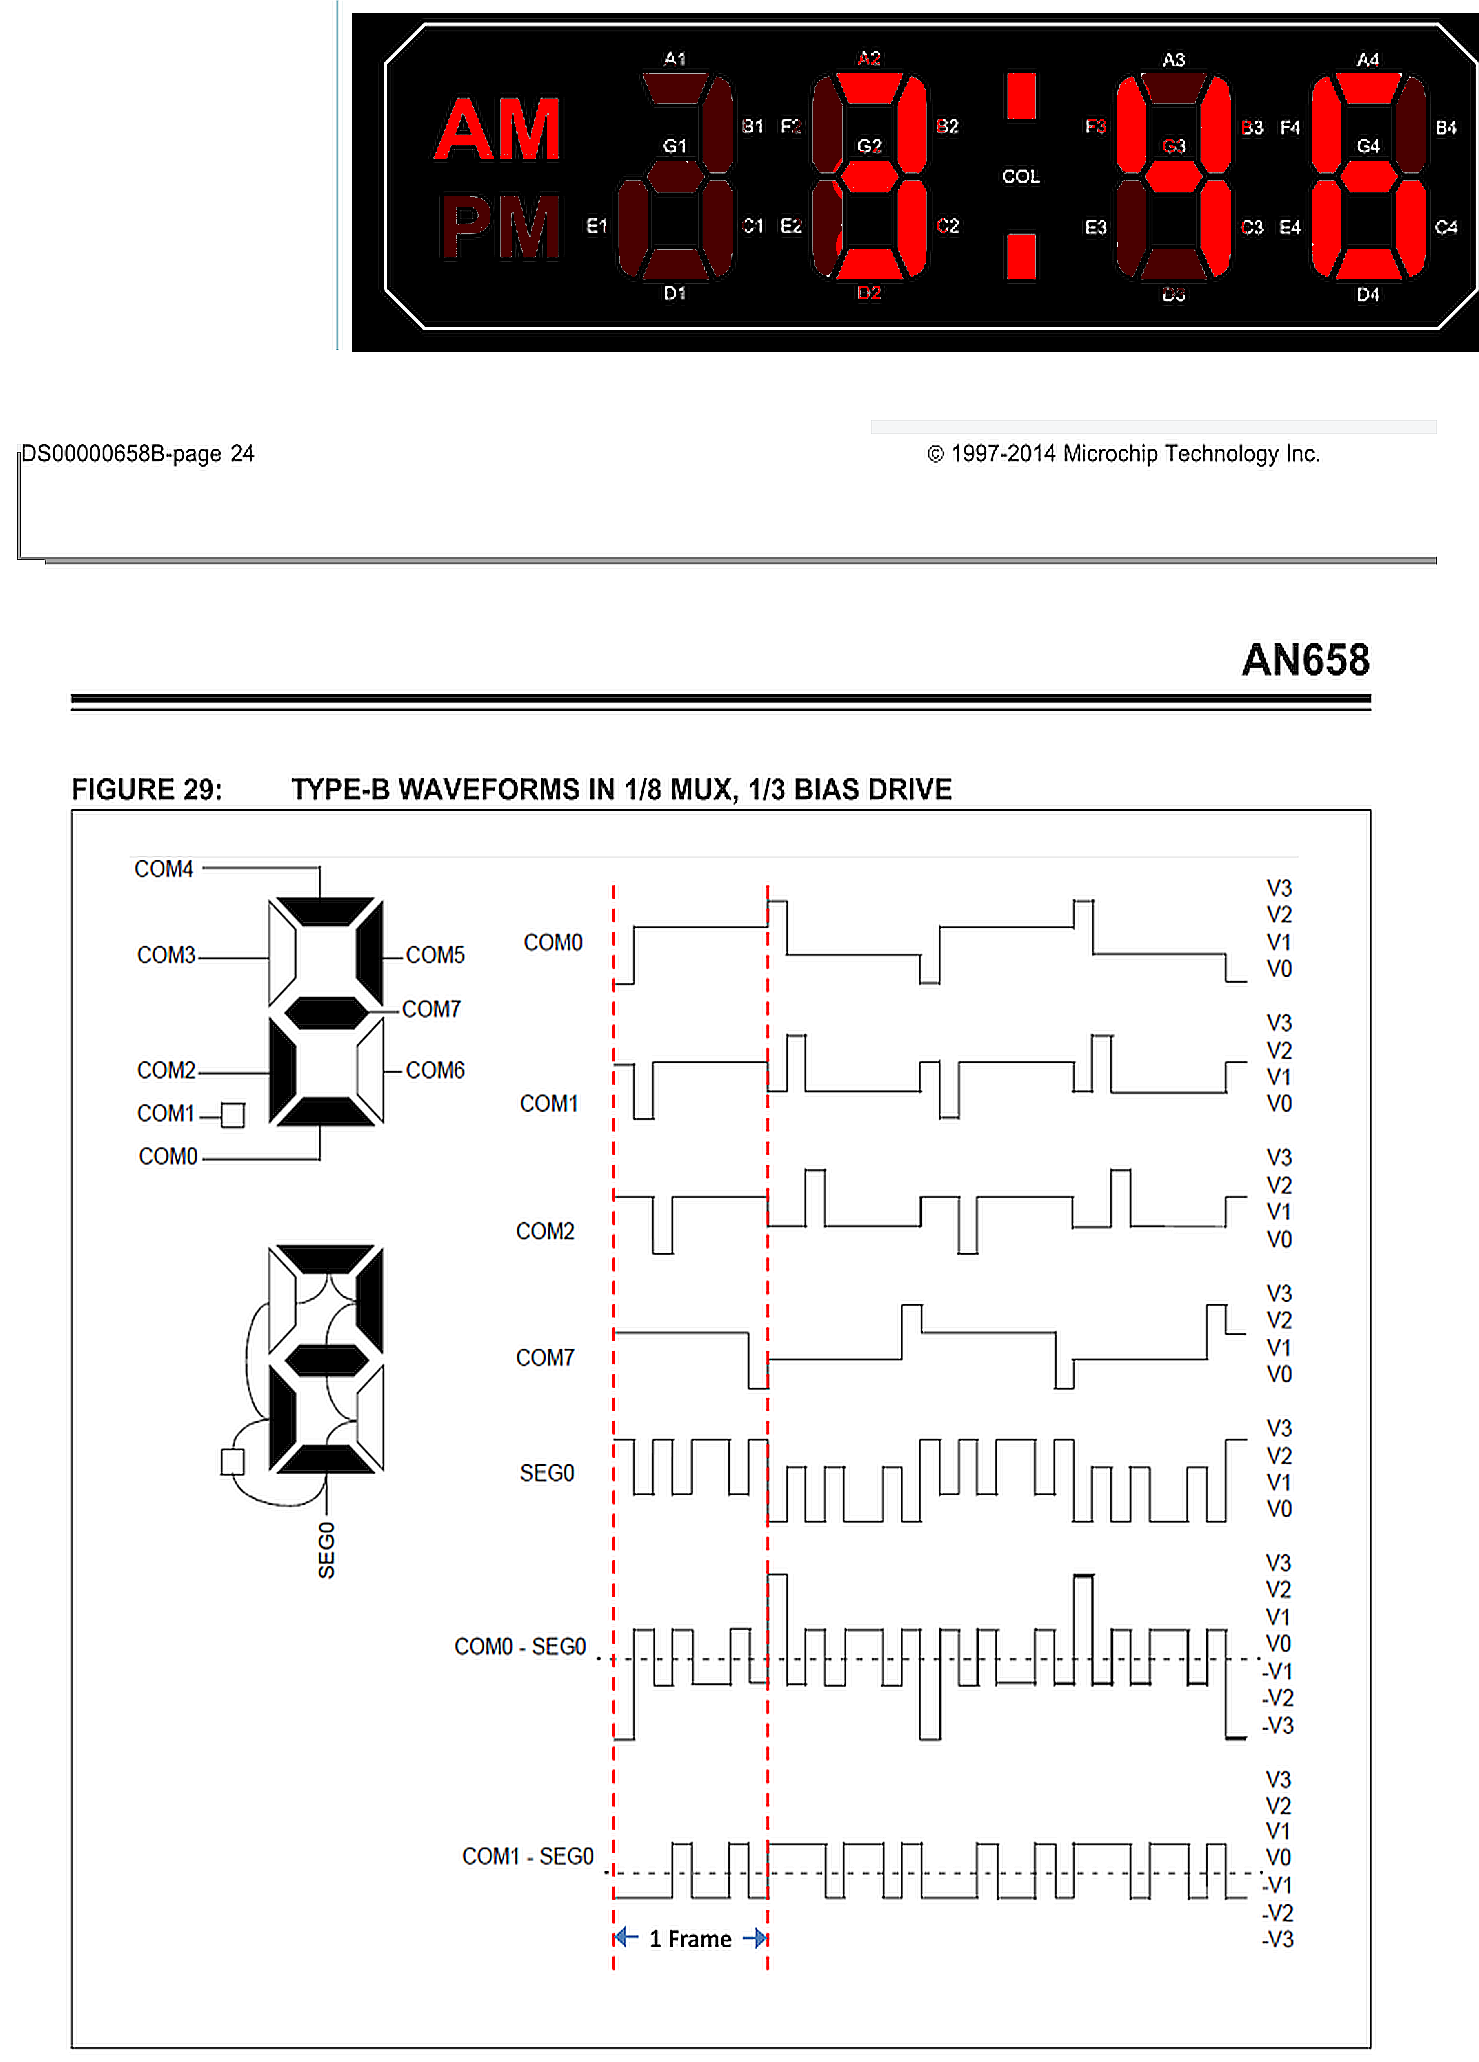 A1 A2 A3 A4
AM
B1 F2 B2 F3 B3 F4 B4
G1 G2 G3 G4
COL
PM
E1 C1 E2 C2 E3 C3 E4 C4
D1 D2 D3 D4
DS00000658B-page 24 © 1997-2014 Microchip Technology Inc.
AN658
FIGURE 29: TYPE-B WAVEFORMS IN 1/8 MUX, 1/3 BIAS DRIVE
COM4
COM3
COM5
COM7
COM2
COM6
COM1
COM0
SEG0
COM0
V3
V2
V1
V0
COM1
V3
V2
V1
V0
COM2
V3
V2
V1
V0
COM7
V3
V2
V1
V0
SEG0
V3
V2
V1
V0
COM0 - SEG0
V3
V2
V1
V0
-V1
-V2
-V3
COM1 - SEG0
V3
V2
V1
V0
-V1
-V2
-V3
1 Frame